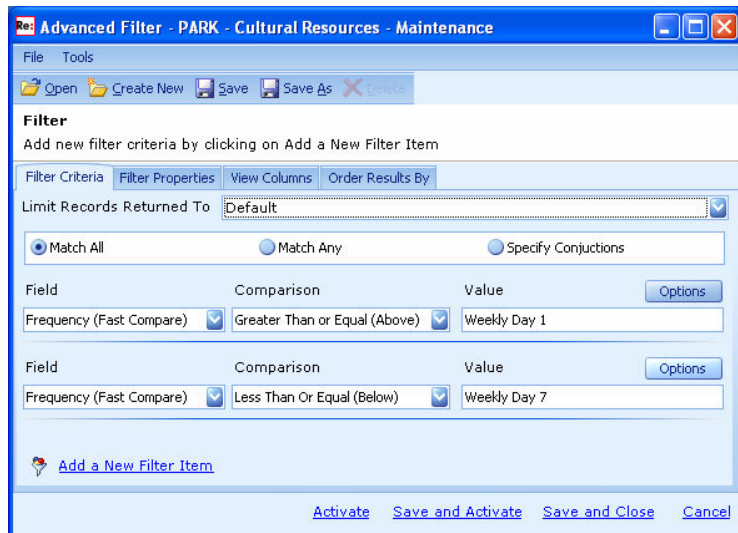 Re: Advanced Filter - PARK - Cultural Resources - Maintenance
File Tools
Open Create New Save Save As Delete
Filter
Add new filter criteria by clicking on Add a New Filter Item
Filter Criteria Filter Properties View Columns Order Results By
Limit Records Returned To Default
Match All Match Any Specify Conjuctions
Field Comparison Value Options
Frequency (Fast Compare) Greater Than or Equal (Above) Weekly Day 1
Field Comparison Value Options
Frequency (Fast Compare) Less Than Or Equal (Below) Weekly Day 7
Add a New Filter Item
Activate Save and Activate Save and Close Cancel